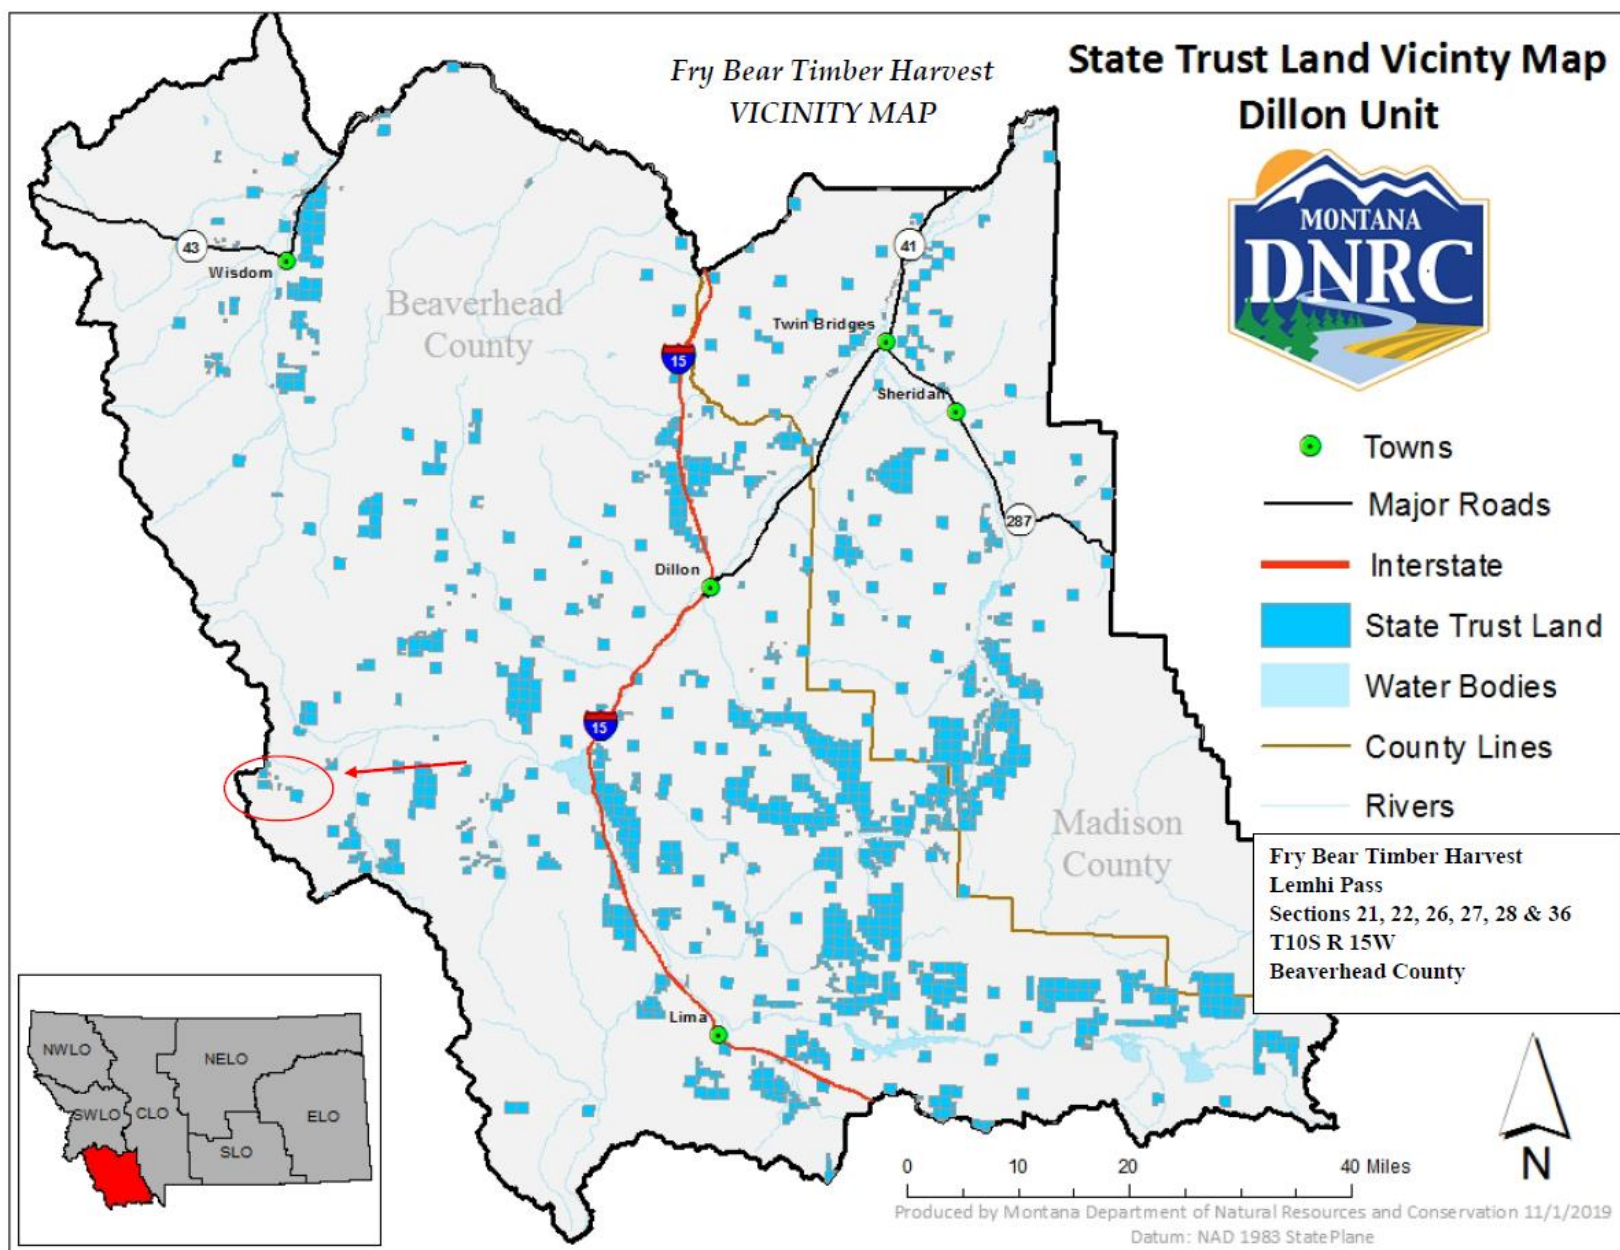 Fry Bear Timber Harvest
VICINITY MAP
State Trust Land Vicinty Map
Dillon Unit
MONTANA
DNRC
43
Wisdom
Beaverhead
County
41
Twin Bridges
15
Sheridan
287
Dillon
15
Madison
County
Lima
Towns
Major Roads
Interstate
State Trust Land
Water Bodies
County Lines
Rivers
Fry Bear Timber Harvest
Lemhi Pass
Sections 21, 22, 26, 27, 28 & 36
T10S R 15W
Beaverhead County
NWLO
NELO
SWLO
CLO
ELO
SLO
N
0 10 20 40 Miles
Produced by Montana Department of Natural Resources and Conservation 11/1/2019
Datum: NAD 1983 StatePlane